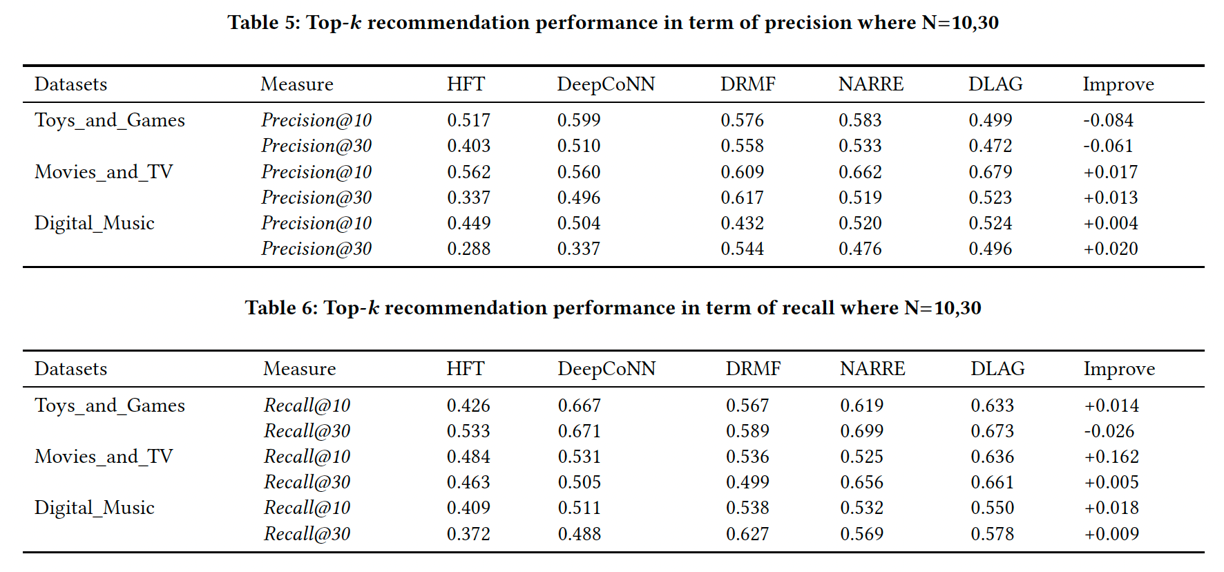 Table 5: Top-k recommendation performance in term of precision where N=10,30
Datasets Measure HFT DeepCoNN DRMF NARRE DLAG Improve
Toys_and_Games Precision@10 0.517 0.599 0.576 0.583 0.499 -0.084
Precision@30 0.403 0.510 0.558 0.533 0.472 -0.061
Movies_and_TV Precision@10 0.562 0.560 0.609 0.662 0.679 +0.017
Precision@30 0.337 0.496 0.617 0.519 0.523 +0.013
Digital_Music Precision@10 0.449 0.504 0.432 0.520 0.524 +0.004
Precision@30 0.288 0.337 0.544 0.476 0.496 +0.020
Table 6: Top-k recommendation performance in term of recall where N=10,30
Datasets Measure HFT DeepCoNN DRMF NARRE DLAG Improve
Toys_and_Games Recall@10 0.426 0.667 0.567 0.619 0.633 +0.014
Recall@30 0.533 0.671 0.589 0.699 0.673 -0.026
Movies_and_TV Recall@10 0.484 0.531 0.536 0.525 0.636 +0.162
Recall@30 0.463 0.505 0.499 0.656 0.661 +0.005
Digital_Music Recall@10 0.409 0.511 0.538 0.532 0.550 +0.018
Recall@30 0.372 0.488 0.627 0.569 0.578 +0.009